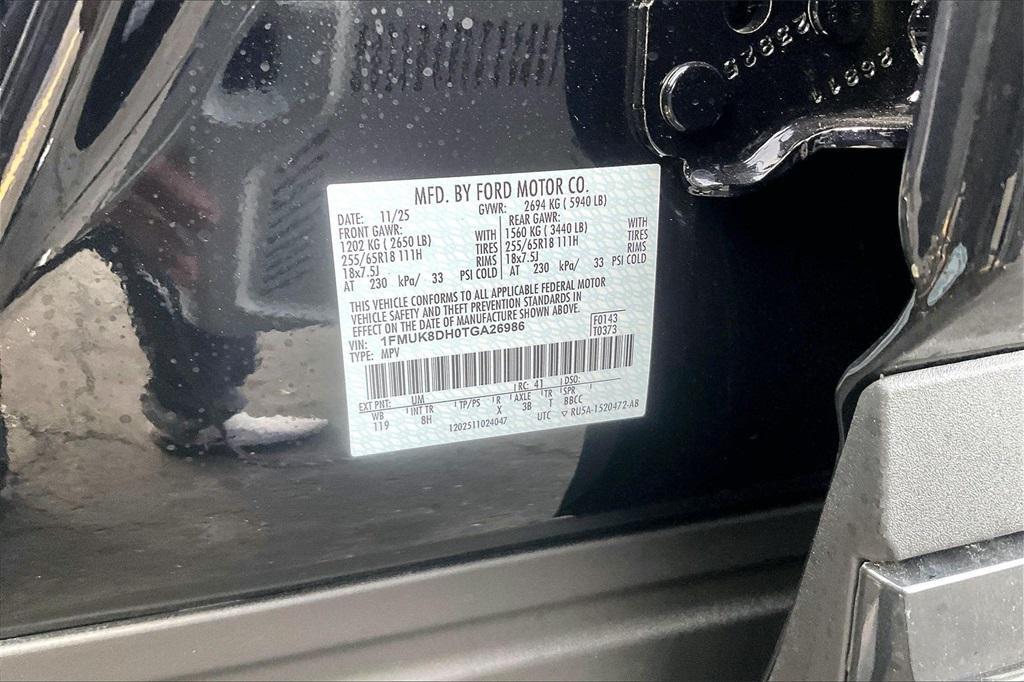 25825
2681
MFD. BY FORD MOTOR CO.
DATE: 11/25 GVWR: 2694 KG ( 5940 LB)
FRONT GAWR: REAR GAWR:
1202 KG ( 2650 LB) WITH 1560 KG ( 3440 LB) WITH
255/65R18 111H TIRES 255/65R18 111H TIRES
18x7.5J RIMS 18x7.5J RIMS
AT 230 kPa/ 33 PSI COLD AT 230 kPa/ 33 PSI COLD
THIS VEHICLE CONFORMS TO ALL APPLICABLE FEDERAL MOTOR
VEHICLE SAFETY AND THEFT PREVENTION STANDARDS IN
EFFECT ON THE DATE OF MANUFACTURE SHOWN ABOVE.
VIN: 1FMUK8DH0TGA26986 F0143
TYPE: MPV T0373
EXT PNT: UM RC: 41 DSO:
WB INT TR TP/PS R AXLE TR SPR
119 8H X 3B T BBCC
1202511024047 UTC ▽ RU5A-1520472-AB